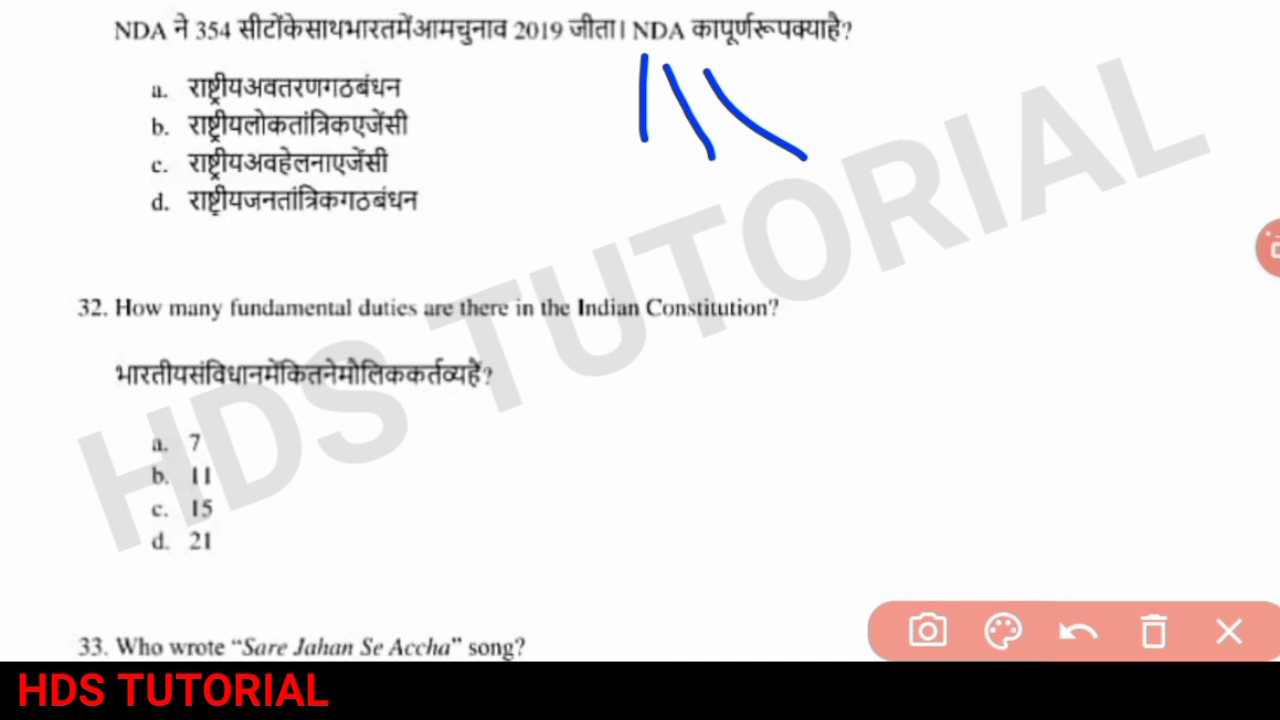 NDA ने 354 सीटोंकेसाथभारतमेंआमचुनाव 2019 जीता। NDA कापूर्णरूपक्याहै?
a. राष्ट्रीयअवतरणगठबंधन
b. राष्ट्रीयलोकतांत्रिकएजेंसी
c. राष्ट्रीयअवहेलनाएजेंसी
d. राष्ट्रीयजनतांत्रिकगठबंधन
32. How many fundamental duties are there in the Indian Constitution?
भारतीयसंविधानमेंकितनेमौलिककर्तव्यहैं?
a. 7
b. 11
c. 15
d. 21
HDS TUTORIAL
33. Who wrote “Sare Jahan Se Accha” song?
HDS TUTORIAL